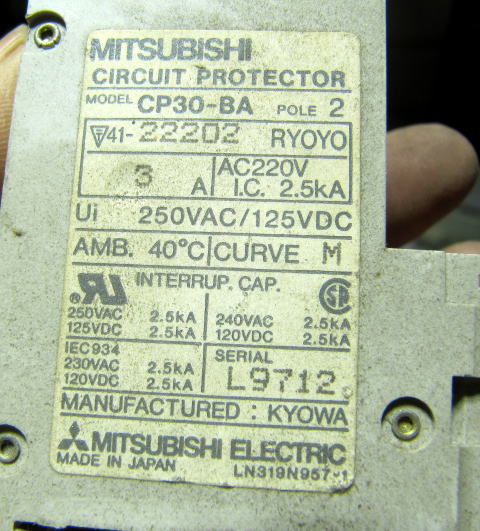 MITSUBISHI
CIRCUIT PROTECTOR
MODEL CP30-BA POLE 2
41-22202 RYOYO
3 A AC220V
I.C. 2.5kA
Ui 250VAC/125VDC
AMB. 40°C CURVE M
INTERRUP. CAP.
250VAC 2.5kA
125VDC 2.5kA
240VAC 2.5kA
120VDC 2.5kA
IEC934
230VAC 2.5kA
120VDC 2.5kA
SERIAL
L9712
MANUFACTURED : KYOWA
MITSUBISHI ELECTRIC
MADE IN JAPAN